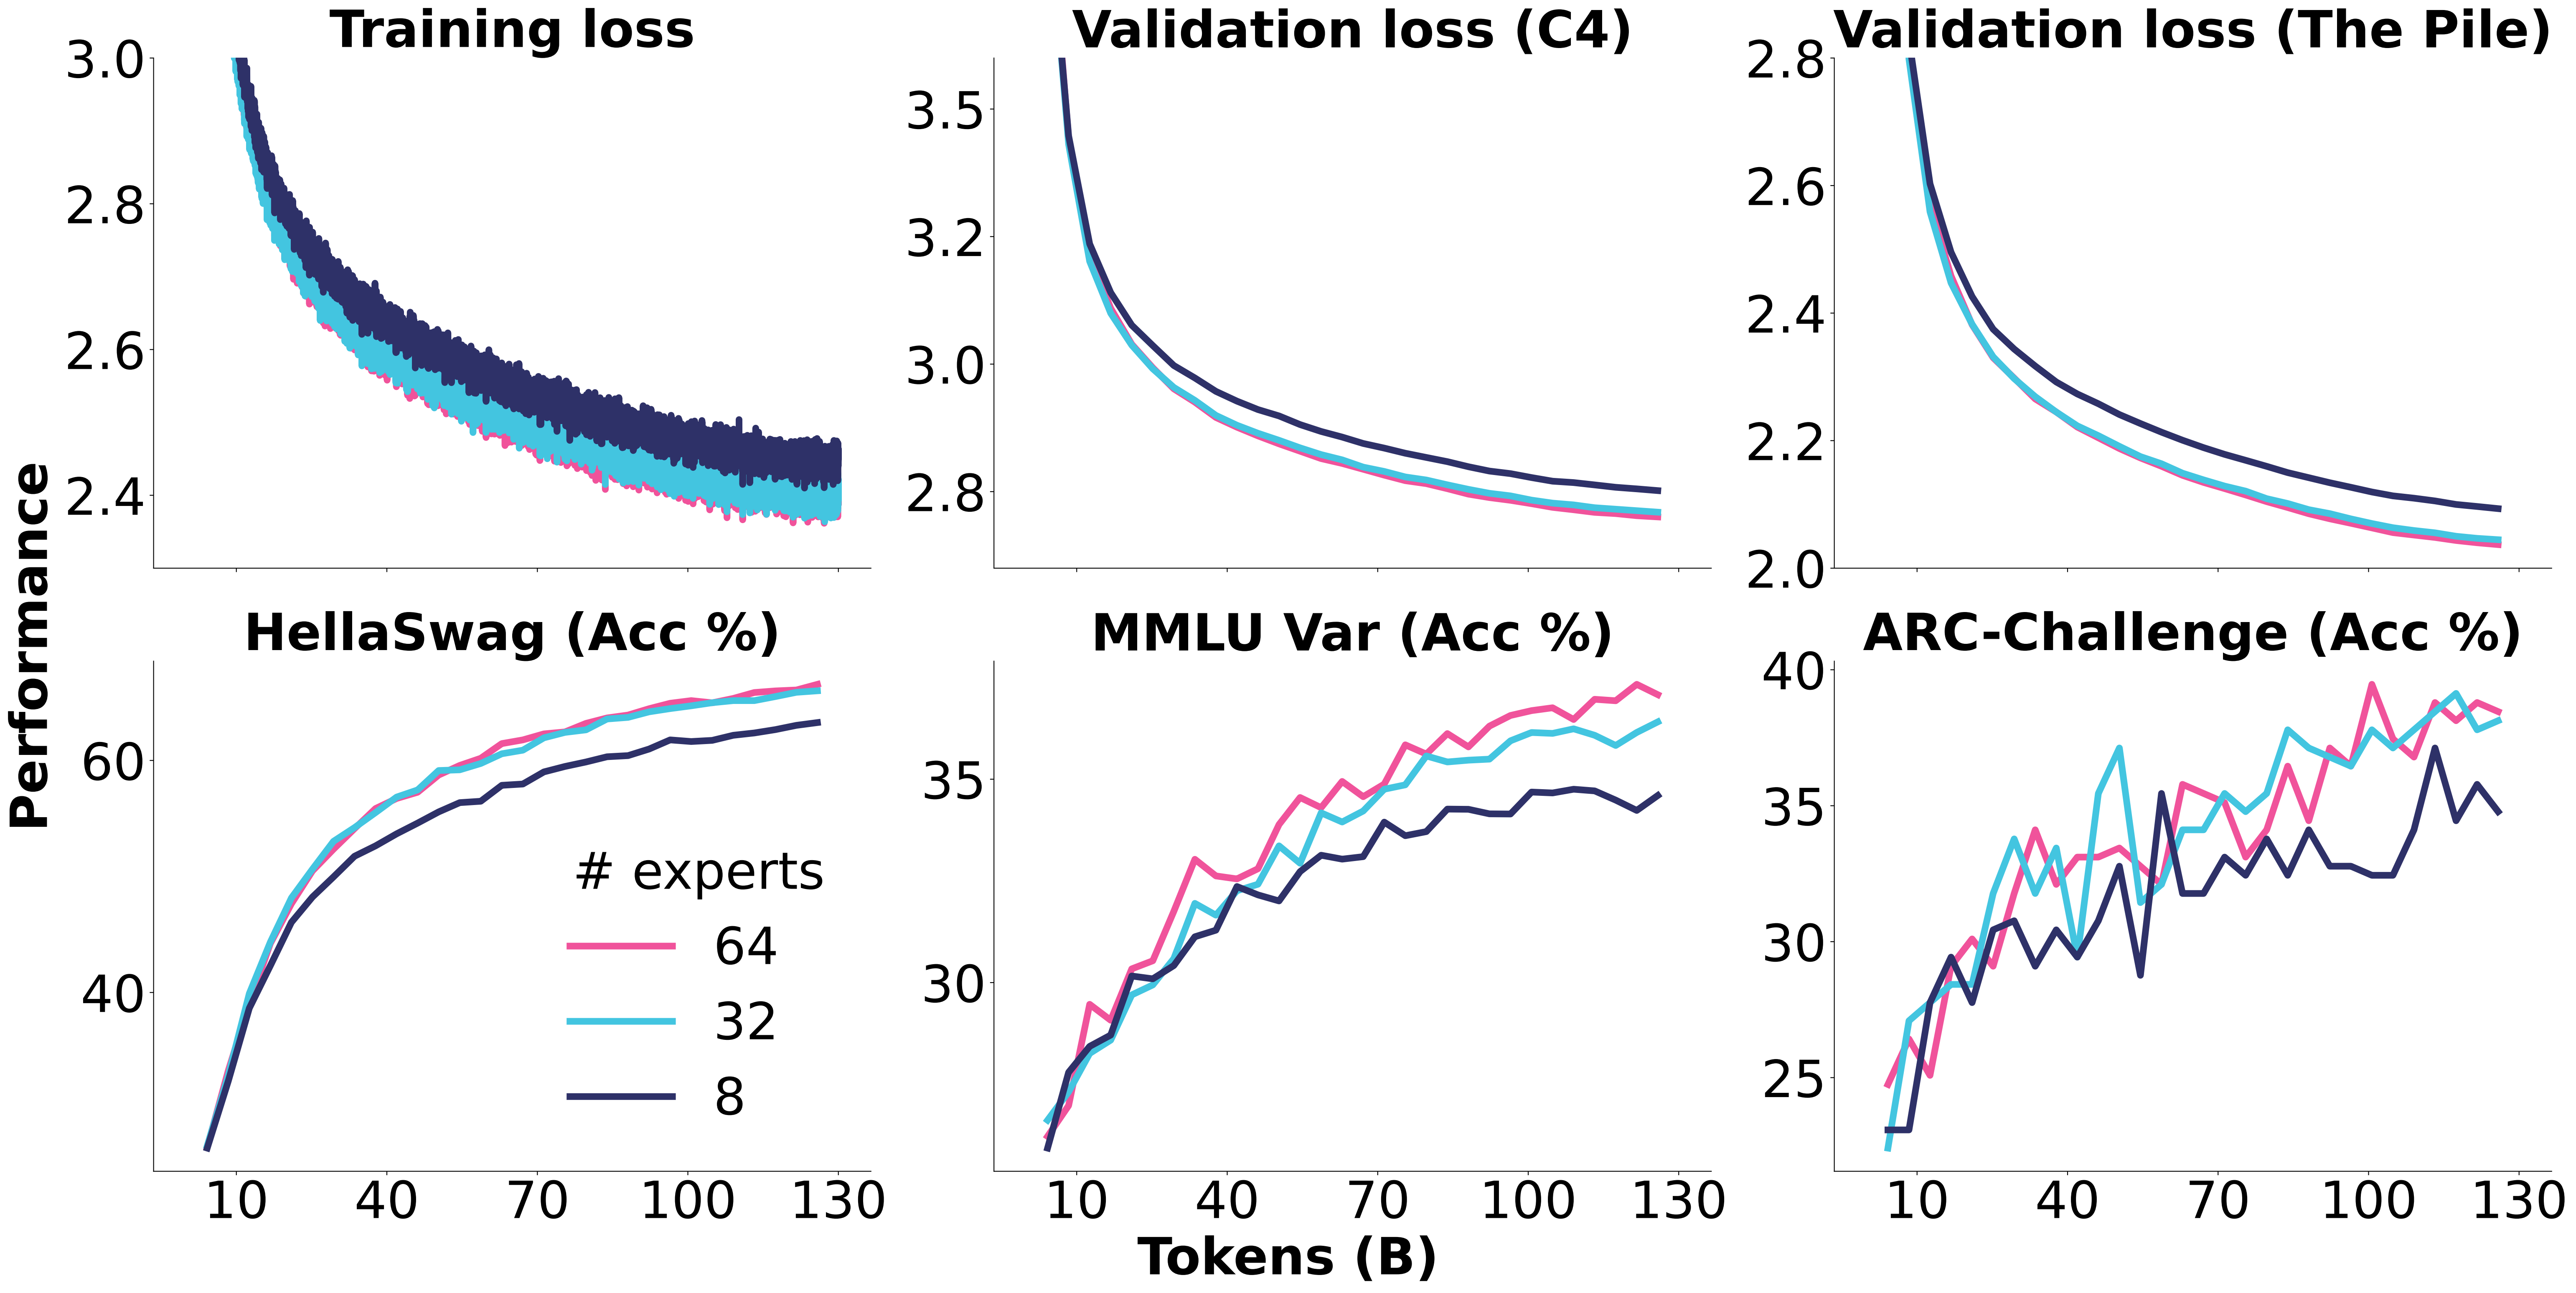 Training loss
3.0
2.8
2.6
2.4
Validation loss (C4)
3.5
3.2
3.0
2.8
Validation loss (The Pile)
2.8
2.6
2.4
2.2
2.0
Performance
HellaSwag (Acc %)
60
40
# experts
64
32
8
10 40 70 100 130
MMLU Var (Acc %)
35
30
10 40 70 100 130
ARC-Challenge (Acc %)
40
35
30
25
10 40 70 100 130
Tokens (B)